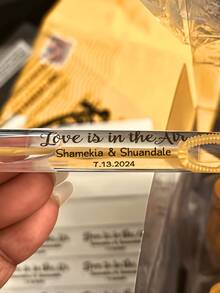 Love is in the Air
Shamekia & Shuandale
7.13.2024